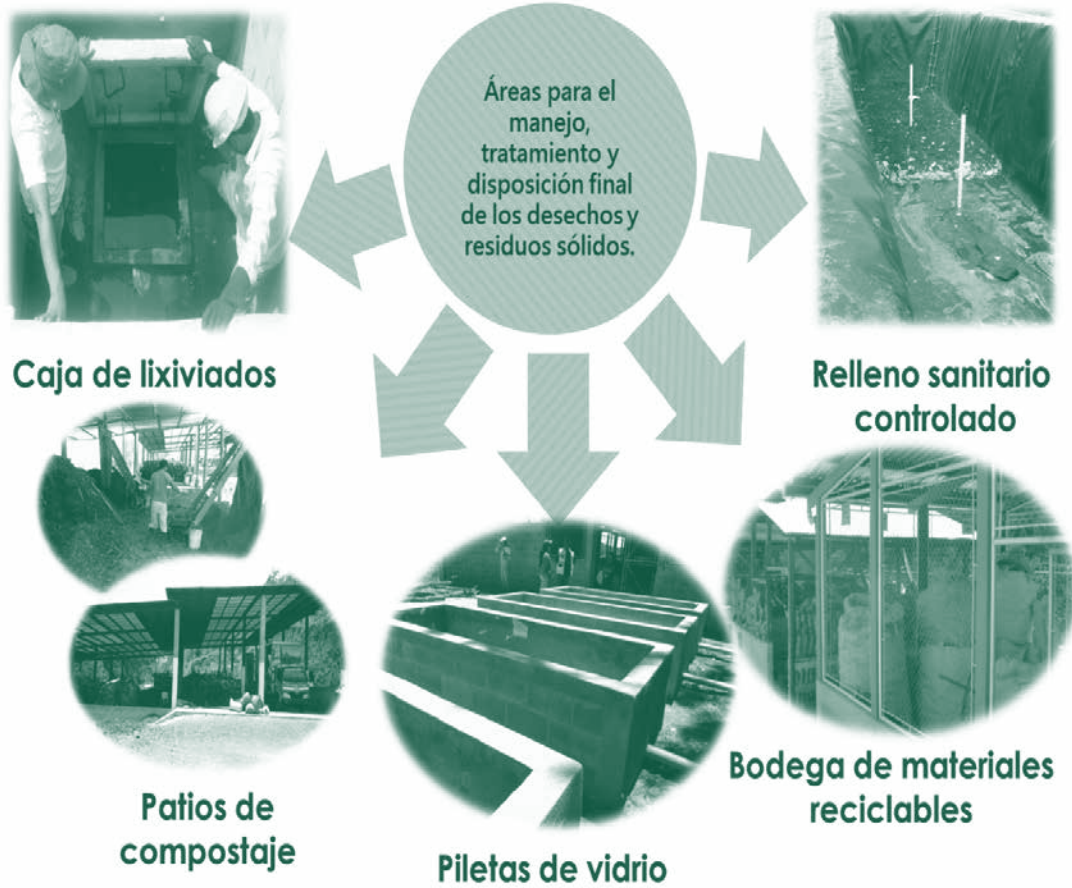 Áreas para el
manejo,
tratamiento y
disposición final
de los desechos y
residuos sólidos.
Caja de lixiviados
Relleno sanitario
controlado
Patios de
compostaje
Piletas de vidrio
Bodega de materiales
reciclables